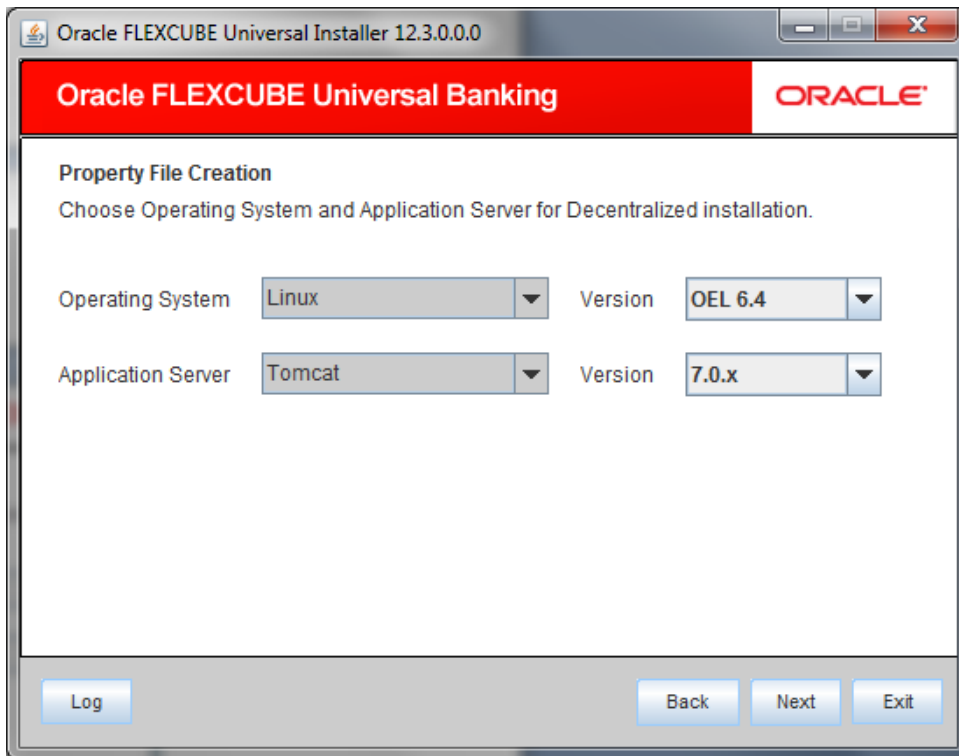 Oracle FLEXCUBE Universal Installer 12.3.0.0.0
Oracle FLEXCUBE Universal Banking ORACLE
Property File Creation
Choose Operating System and Application Server for Decentralized installation.
Operating System Linux Version OEL 6.4
Application Server Tomcat Version 7.0.x
Log Back Next Exit